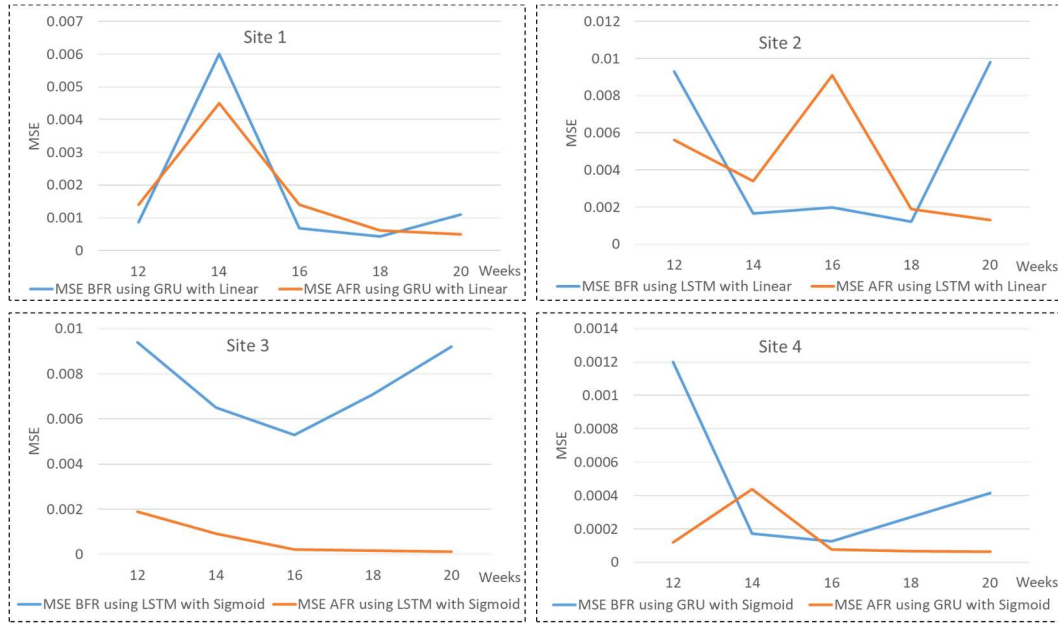 Site 1
MSE
0.007
0.006
0.005
0.004
0.003
0.002
0.001
0
12 14 16 18 20 Weeks
MSE BFR using GRU with Linear MSE AFR using GRU with Linear
Site 2
MSE
0.012
0.01
0.008
0.006
0.004
0.002
0
12 14 16 18 20 Weeks
MSE BFR using LSTM with Linear MSE AFR using LSTM with Linear
Site 3
MSE
0.01
0.008
0.006
0.004
0.002
0
12 14 16 18 20 Weeks
MSE BFR using LSTM with Sigmoid MSE AFR using LSTM with Sigmoid
Site 4
MSE
0.0014
0.0012
0.001
0.0008
0.0006
0.0004
0.0002
0
12 14 16 18 20 Weeks
MSE BFR using GRU with Sigmoid MSE AFR using GRU with Sigmoid